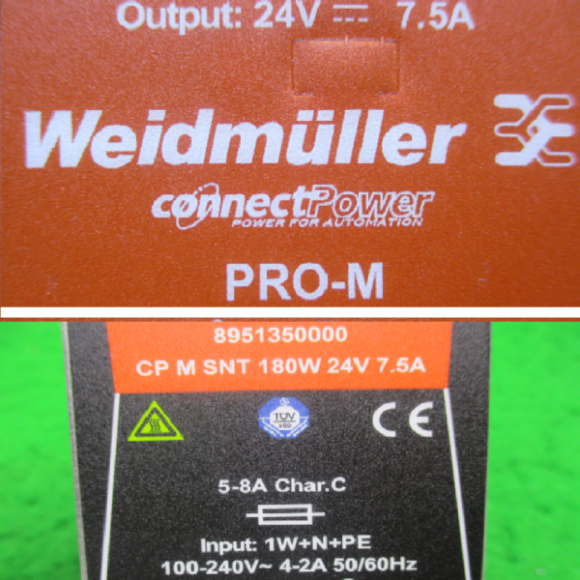 Output: 24V ⎓ 7.5A
Weidmüller
connectPower
POWER FOR AUTOMATION
PRO-M
8951350000
CP M SNT 180W 24V 7.5A
TÜV
CE
5-8A Char.C
Input: 1W+N+PE
100-240V~ 4-2A 50/60Hz